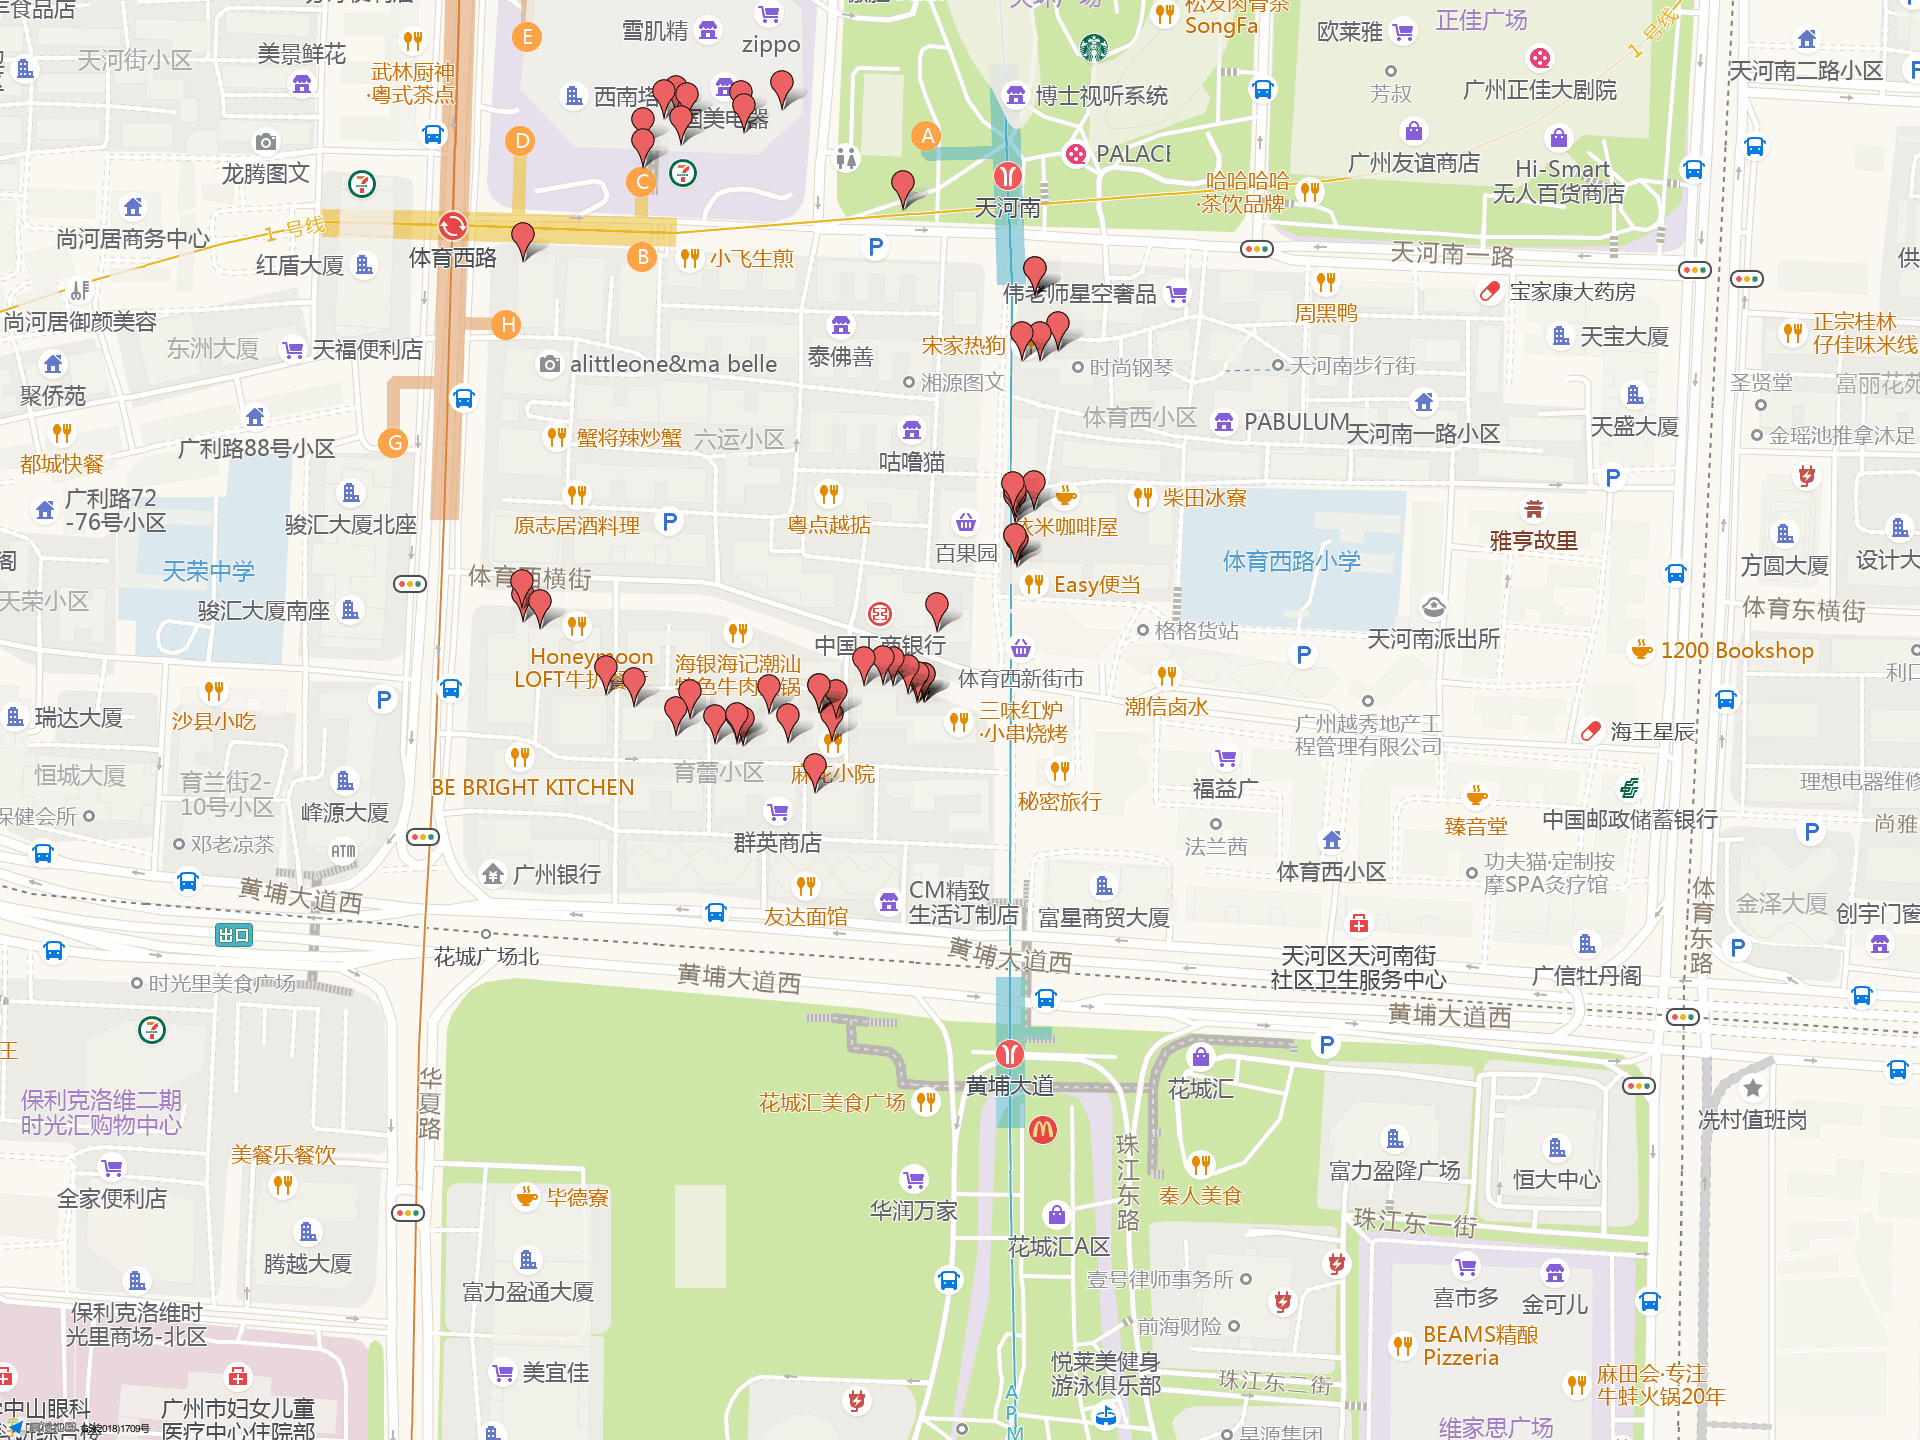 年食品店
雪肌精
zippo
松发肉骨茶
SongFa
欧莱雅
正佳广场
1号线
天河街小区
美景鲜花
武林厨神
·粤式茶点
E
西南塔
国美电器
博士视听系统
芳叔
广州正佳大剧院
天河南二路小区
龙腾图文
D
A
C
PALACE
广州友谊商店
Hi-Smart
无人百货商店
哈哈哈哈
·茶饮品牌
天河南
尚河居商务中心
1号线
体育西路
红盾大厦
B
小飞生煎
P
天河南一路
伟老师星空奢品
宝家康大药房
周黑鸭
尚河居御颜美容
H
东洲大厦
天福便利店
泰佛善
宋家热狗
时尚钢琴
天河南步行街
天宝大厦
正宗桂林
仔佳味米线
alittleone&ma belle
湘源图文
圣贤堂
富丽花苑
聚侨苑
广利路88号小区
G
蟹将辣炒蟹
六运小区
体育西小区
PABULUM
天河南一路小区
天盛大厦
金瑶池推拿沐足
都城快餐
咕噜猫
广利路72
-76号小区
骏汇大厦北座
原志居酒料理
P
粤点越掂
百果园
依米咖啡屋
柴田冰寮
P
雅亨故里
体育西路小学
方圆大厦
设计大
阁
天荣中学
体育西横街
Easy便当
天荣小区
骏汇大厦南座
中国工商银行
格格货站
天河南派出所
体育东横街
Honeymoon
LOFT牛扒餐厅
海银海记潮汕
特色牛肉火锅
体育西新街市
P
1200 Bookshop
利口
瑞达大厦
沙县小吃
P
三味红炉
·小串烧烤
潮信卤水
广州越秀地产工
程管理有限公司
海王星辰
恒城大厦
育兰街2-
10号小区
峰源大厦
BE BRIGHT KITCHEN
育蕾小区
麻花小院
秘密旅行
福益广
理想电器维修
保健会所
邓老凉茶
ATM
群英商店
法兰茜
臻音堂
中国邮政储蓄银行
P
尚雅
体育西小区
功夫猫·定制按
摩SPA灸疗馆
黄埔大道西
广州银行
友达面馆
CM精致
生活订制店
富星商贸大厦
体育东路
金泽大厦
创宇门窗
出口
花城广场北
黄埔大道西
黄埔大道西
天河区天河南街
社区卫生服务中心
广信牡丹阁
P
时光里美食广场
黄埔大道西
P
王
黄埔大道
花城汇
保利克洛维二期
时光汇购物中心
华夏路
花城汇美食广场
珠江东路
冼村值班岗
美餐乐餐饮
富力盈隆广场
恒大中心
全家便利店
毕德寮
华润万家
秦人美食
珠江东一街
腾越大厦
花城汇A区
富力盈通大厦
壹号律师事务所
喜市多
金可儿
保利克洛维时
光里商场-北区
前海财险
BEAMS精酿
Pizzeria
美宜佳
悦莱美健身
游泳俱乐部
珠江东二街
麻田会·专注
牛蛙火锅20年
中山眼科
广州市妇女儿童
医疗中心住院部
APM
维家思广场